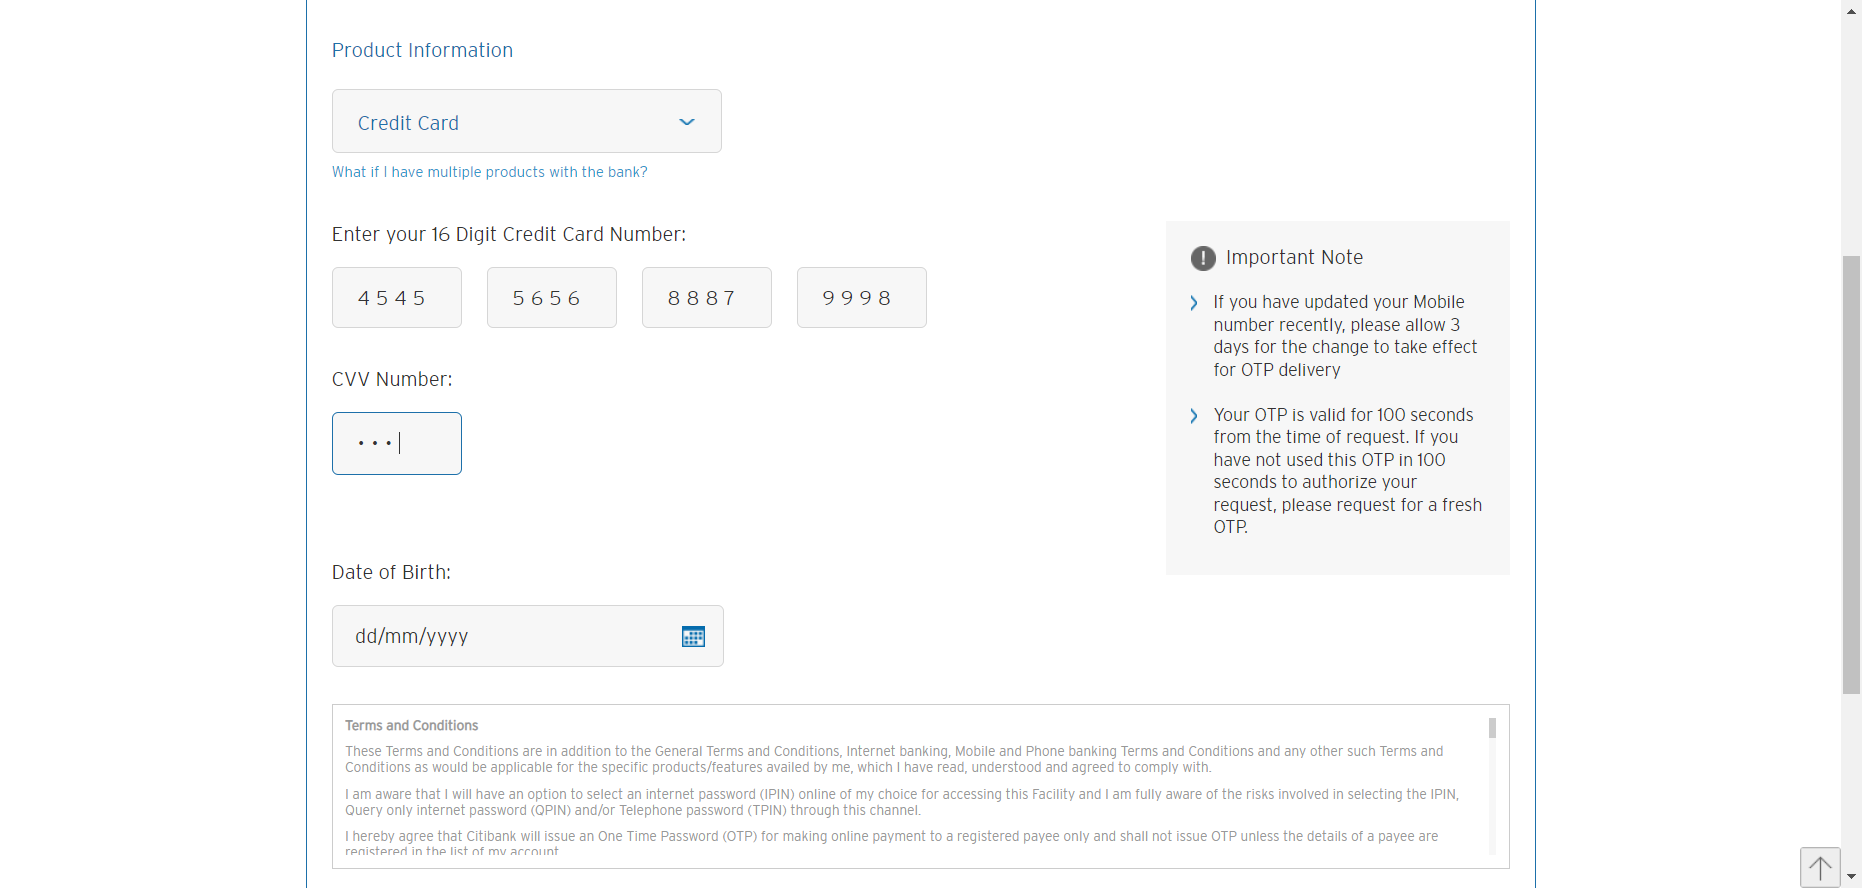 Product Information
Credit Card
What if I have multiple products with the bank?
Enter your 16 Digit Credit Card Number:
4545 5656 8887 9998
CVV Number:
•••
Date of Birth:
dd/mm/yyyy
! Important Note
If you have updated your Mobile
number recently, please allow 3
days for the change to take effect
for OTP delivery
Your OTP is valid for 100 seconds
from the time of request. If you
have not used this OTP in 100
seconds to authorize your
request, please request for a fresh
OTP.
Terms and Conditions
These Terms and Conditions are in addition to the General Terms and Conditions, Internet banking, Mobile and Phone banking Terms and Conditions and any other such Terms and
Conditions as would be applicable for the specific products/features availed by me, which I have read, understood and agreed to comply with.
I am aware that I will have an option to select an internet password (IPIN) online of my choice for accessing this Facility and I am fully aware of the risks involved in selecting the IPIN,
Query only internet password (QPIN) and/or Telephone password (TPIN) through this channel.
I hereby agree that Citibank will issue an One Time Password (OTP) for making online payment to a registered payee only and shall not issue OTP unless the details of a payee are
registered in the list of my account